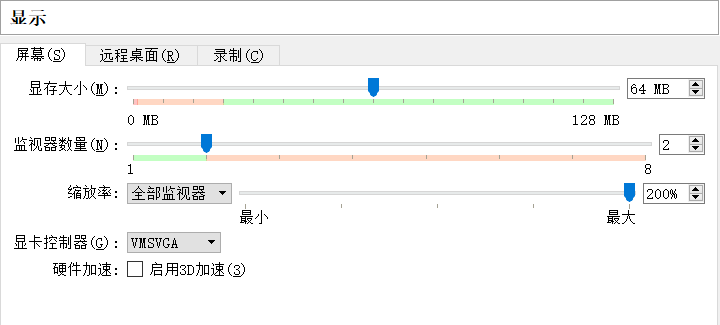 显示
屏幕(S) 远程桌面(R) 录制(C)
显存大小(M): 64 MB
0 MB 128 MB
监视器数量(N): 2
1 8
缩放率: 全部监视器 200%
最小 最大
显卡控制器(G): VMSVGA
硬件加速: 启用3D加速(3)